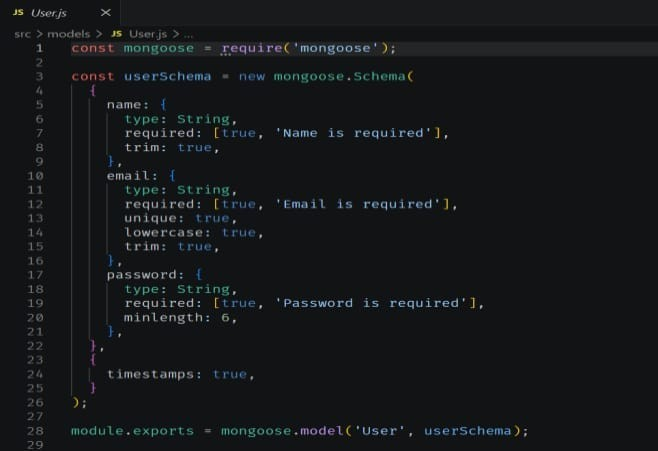 JS User.js ×
src > models > JS User.js > ...
1 const mongoose = require('mongoose');
2
3 const userSchema = new mongoose.Schema(
4   {
5     name: {
6       type: String,
7       required: [true, 'Name is required'],
8       trim: true,
9     },
10     email: {
11       type: String,
12       required: [true, 'Email is required'],
13       unique: true,
14       lowercase: true,
15       trim: true,
16     },
17     password: {
18       type: String,
19       required: [true, 'Password is required'],
20       minlength: 6,
21     },
22   },
23   {
24     timestamps: true,
25   }
26 );
27
28 module.exports = mongoose.model('User', userSchema);
29